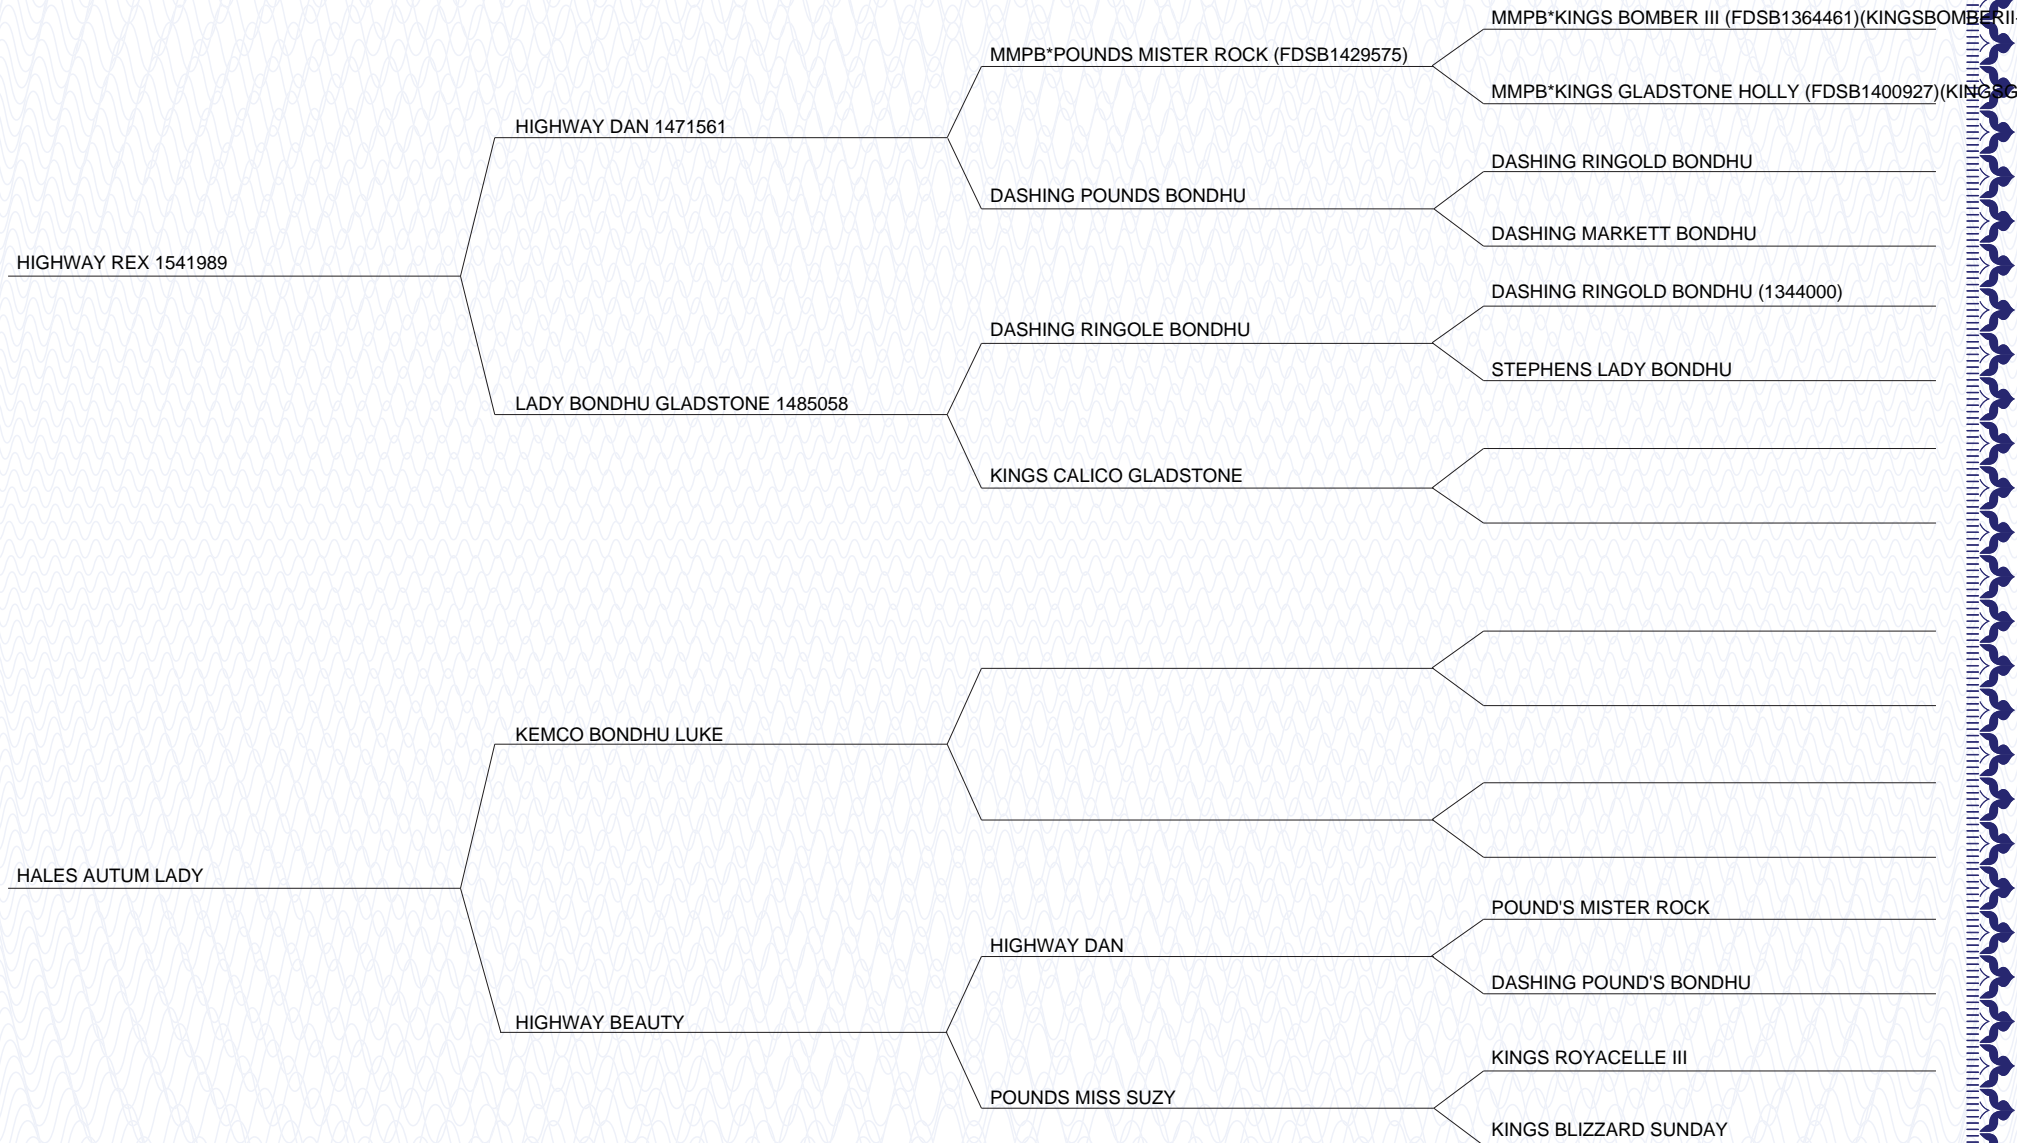 MMPB*KINGS BOMBER III (FDSB1364461)(KINGSBOMBERII
MMPB*POUNDS MISTER ROCK (FDSB1429575)
MMPB*KINGS GLADSTONE HOLLY (FDSB1400927)(KINGSG
HIGHWAY DAN 1471561
DASHING RINGOLD BONDHU
DASHING POUNDS BONDHU
DASHING MARKETT BONDHU
HIGHWAY REX 1541989
DASHING RINGOLD BONDHU (1344000)
DASHING RINGOLE BONDHU
STEPHENS LADY BONDHU
LADY BONDHU GLADSTONE 1485058
KINGS CALICO GLADSTONE
KEMCO BONDHU LUKE
HALES AUTUM LADY
POUND'S MISTER ROCK
HIGHWAY DAN
DASHING POUND'S BONDHU
HIGHWAY BEAUTY
KINGS ROYACELLE III
POUNDS MISS SUZY
KINGS BLIZZARD SUNDAY